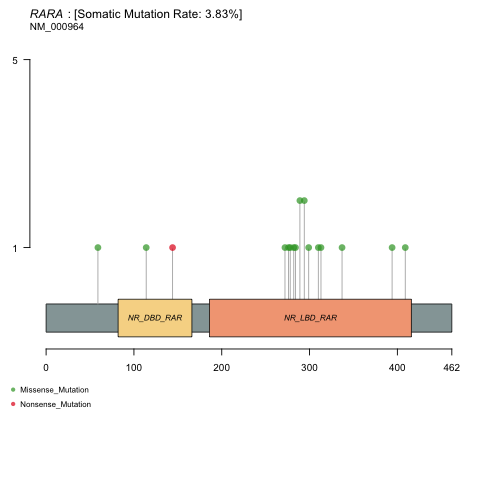 RARA : [Somatic Mutation Rate: 3.83%]
NM_000964
5
1
NR_DBD_RAR
NR_LBD_RAR
0 100 200 300 400 462
Missense_Mutation
Nonsense_Mutation